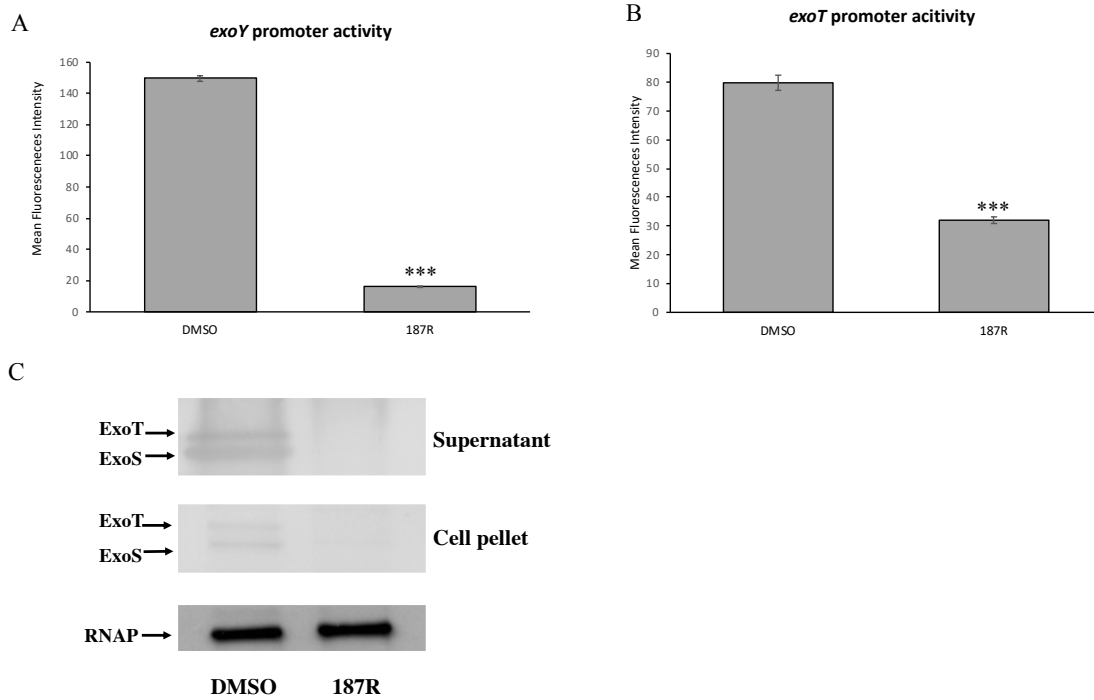 A
exoY promoter activity
Mean Fluoresceneces Intensity
160
140
120
100
80
60
40
20
0
***
DMSO
187R
B
exoT promoter acitivity
Mean Fluoresceneces Intensity
90
80
70
60
50
40
30
20
10
0
***
DMSO
187R
C
ExoT
ExoS
Supernatant
ExoT
ExoS
Cell pellet
RNAP
DMSO 187R